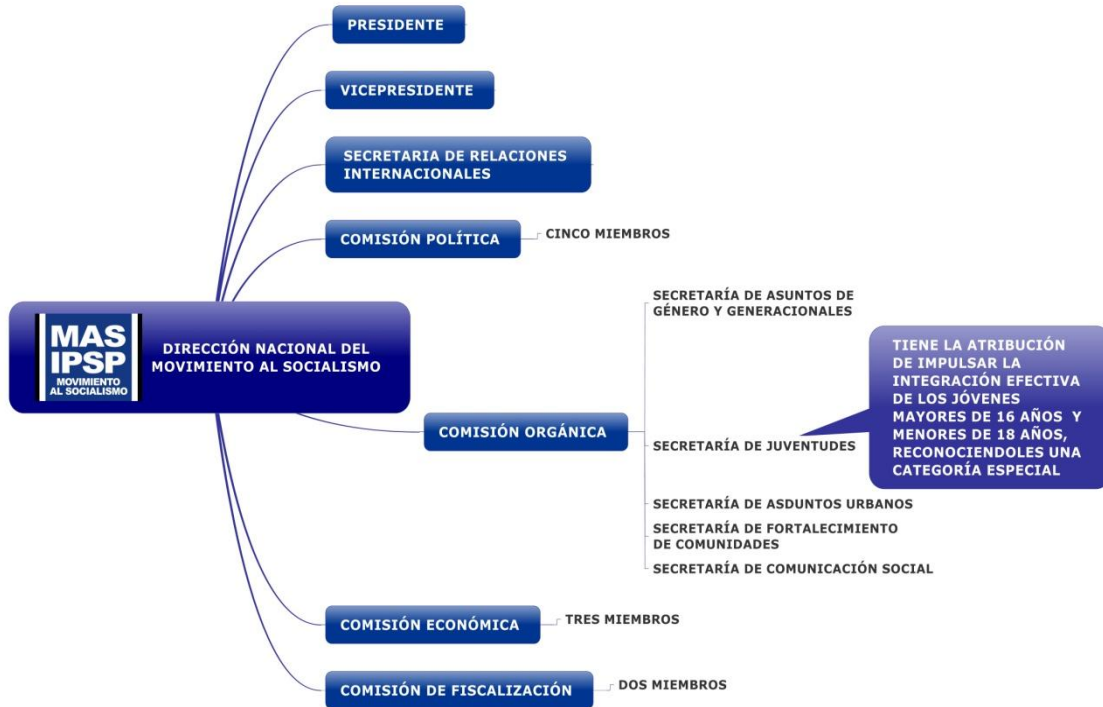 PRESIDENTE
VICEPRESIDENTE
SECRETARIA DE RELACIONES
INTERNACIONALES
COMISIÓN POLÍTICA
CINCO MIEMBROS
MAS
IPSP
MOVIMIENTO
AL SOCIALISMO
DIRECCIÓN NACIONAL DEL
MOVIMIENTO AL SOCIALISMO
COMISIÓN ORGÁNICA
SECRETARÍA DE ASUNTOS DE
GÉNERO Y GENERACIONALES
SECRETARÍA DE JUVENTUDES
TIENE LA ATRIBUCIÓN
DE IMPULSAR LA
INTEGRACIÓN EFECTIVA
DE LOS JÓVENES
MAYORES DE 16 AÑOS Y
MENORES DE 18 AÑOS,
RECONOCIENDOLES UNA
CATEGORÍA ESPECIAL
SECRETARÍA DE ASDUNTOS URBANOS
SECRETARÍA DE FORTALECIMIENTO
DE COMUNIDADES
SECRETARÍA DE COMUNICACIÓN SOCIAL
COMISIÓN ECONÓMICA
TRES MIEMBROS
COMISIÓN DE FISCALIZACIÓN
DOS MIEMBROS